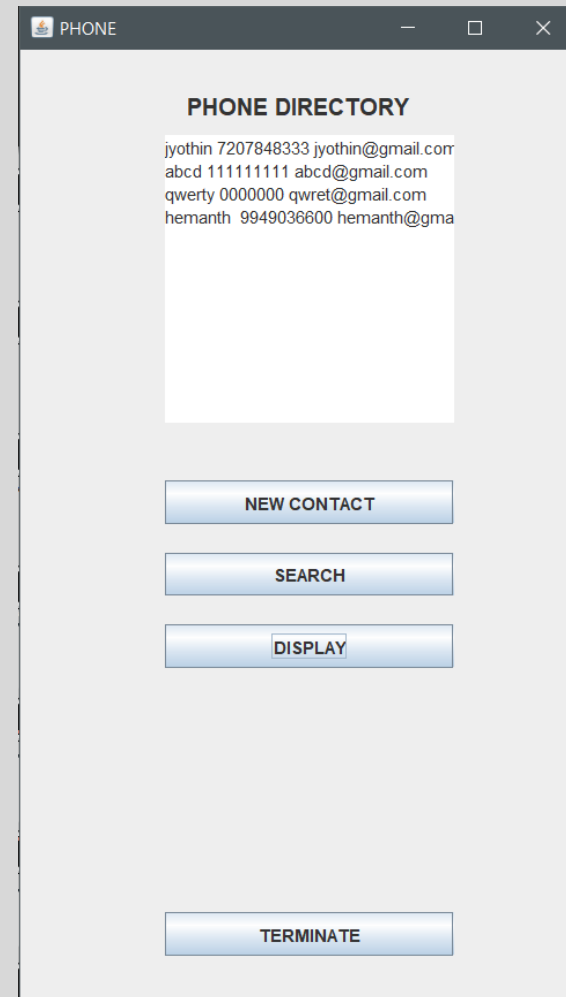 PHONE
PHONE DIRECTORY
jyothin 7207848333 jyothin@gmail.com
abcd 111111111 abcd@gmail.com
qwerty 0000000 qwret@gmail.com
hemanth  9949036600 hemanth@gma
NEW CONTACT
SEARCH
DISPLAY
TERMINATE